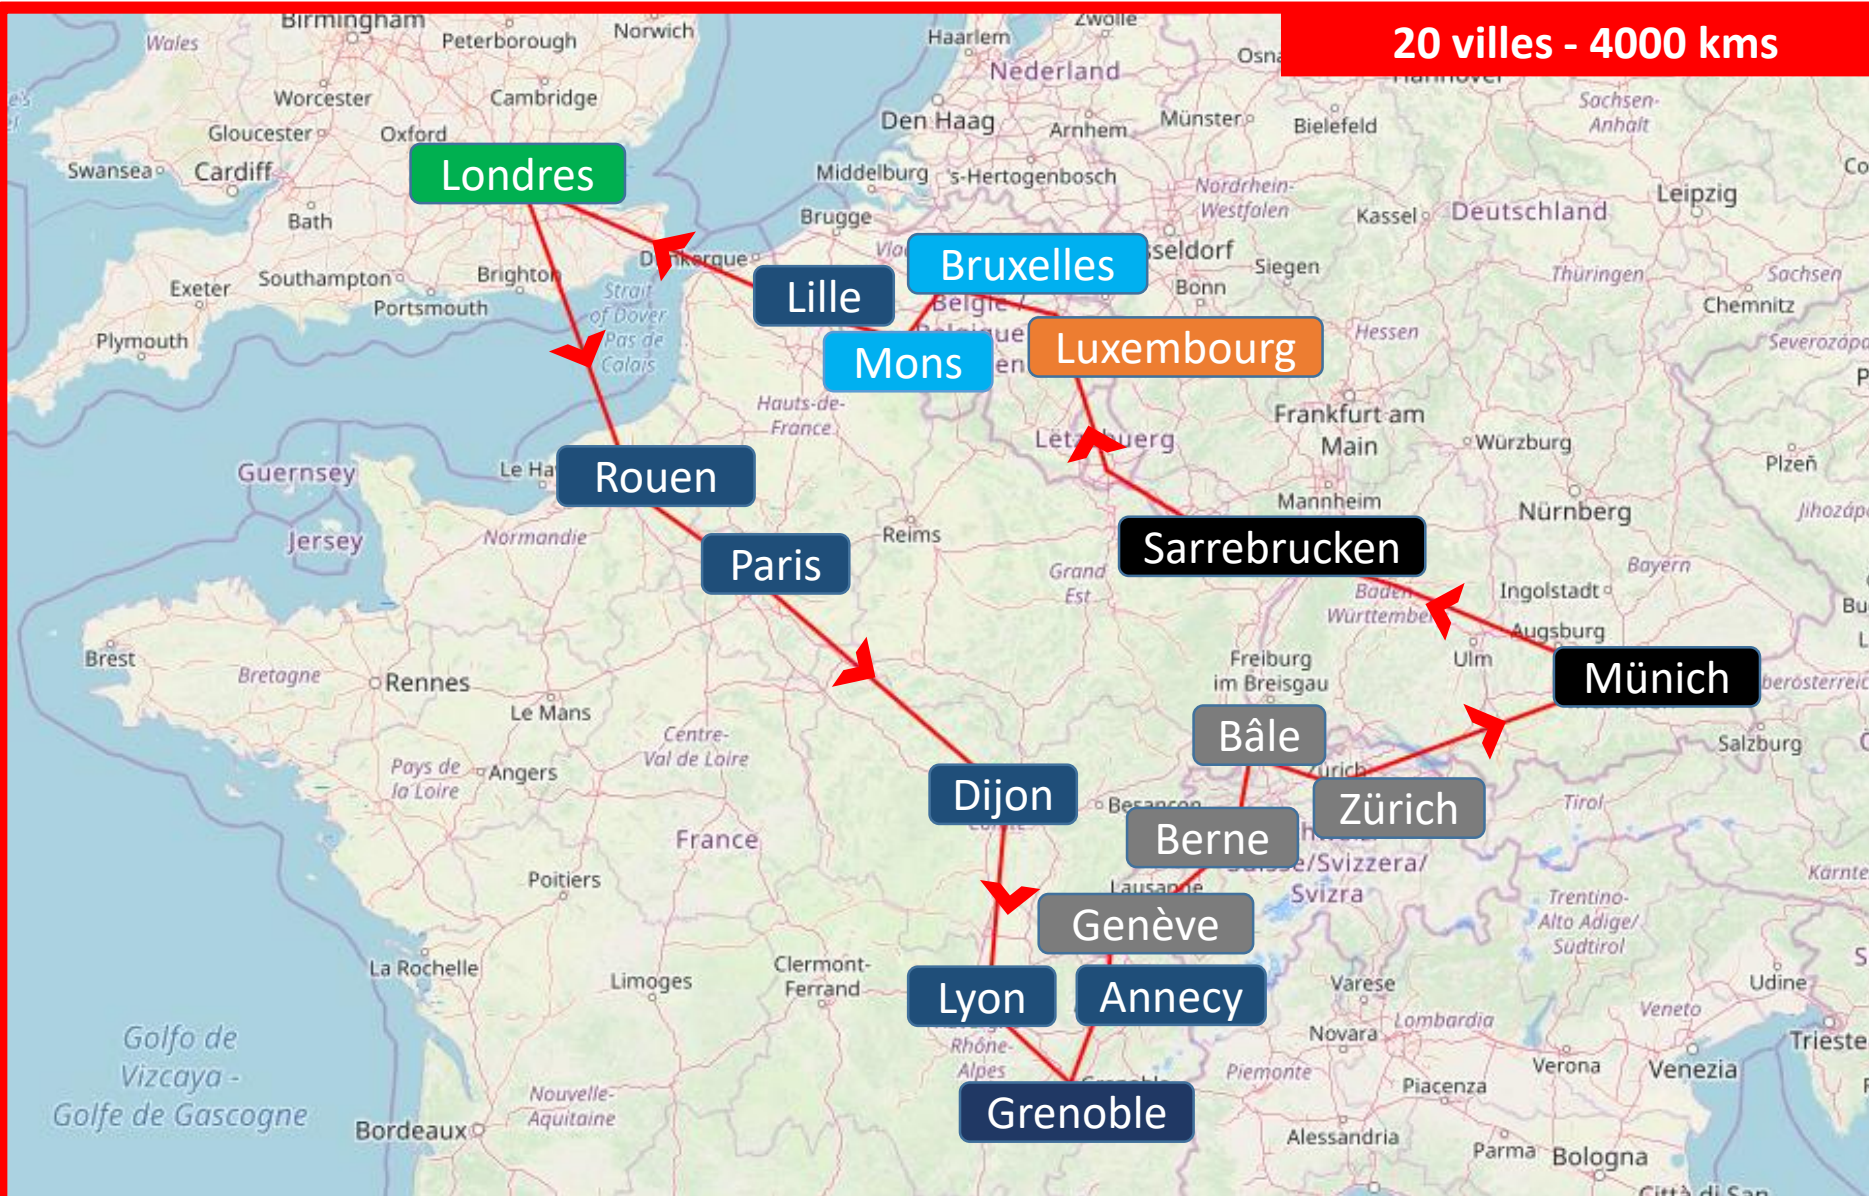 Birmingham
Peterborough
Norwich
Wales
Haarlem
Zwolle
Nederland
20 villes - 4000 kms
Worcester
Cambridge
Gloucester
Oxford
Den Haag
Arnhem
Münster
Bielefeld
Sachsen-
Anhalt
Swansea
Cardiff
Londres
Middelburg
's-Hertogenbosch
Nordrhein-
Westfalen
Kassel
Deutschland
Leipzig
Bath
Brugge
Exeter
Southampton
Brighton
Portsmouth
Bruxelles
Siegen
Bonn
Thüringen
Sachsen
Chemnitz
Plymouth
Strait
of Dover
Pas de
Calais
Lille
Mons
Luxembourg
Hessen
Hauts-de-
France
Frankfurt am
Main
Würzburg
Plzeň
Guernsey
Jersey
Rouen
Normandie
Reims
Mannheim
Nürnberg
Paris
Sarrebrucken
Grand
Est
Ingolstadt
Bayern
Augsburg
Ulm
Brest
Bretagne
Rennes
Le Mans
Freiburg
im Breisgau
Münich
Salzburg
Centre-
Val de Loire
Pays de
la Loire
Angers
Bâle
Zürich
Dijon
Besançon
Berne
Tirol
France
Poitiers
Lausanne
Svizra
Genève
Trentino-
Alto Adige/
Südtirol
La Rochelle
Limoges
Clermont-
Ferrand
Lyon
Annecy
Varese
Udine
Novara
Lombardia
Veneto
Trieste
Golfo de
Vizcaya -
Golfe de Gascogne
Rhône-
Alpes
Piemonte
Verona
Venezia
Piacenza
Nouvelle-
Aquitaine
Bordeaux
Grenoble
Alessandria
Parma
Bologna